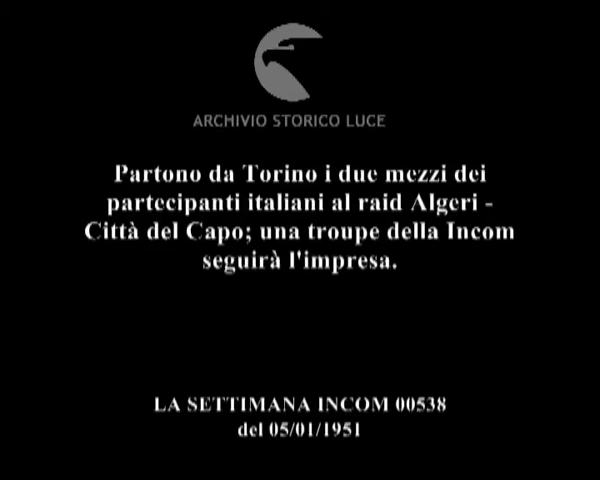 ARCHIVIO STORICO LUCE
Partono da Torino i due mezzi dei
partecipanti italiani al raid Algeri -
Città del Capo; una troupe della Incom
seguirà l'impresa.
LA SETTIMANA INCOM 00538
del 05/01/1951